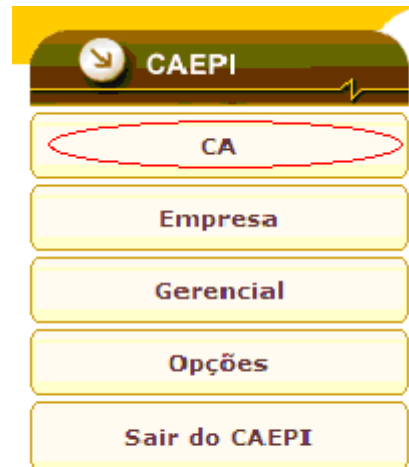 CAEPI
CA
Empresa
Gerencial
Opções
Sair do CAEPI